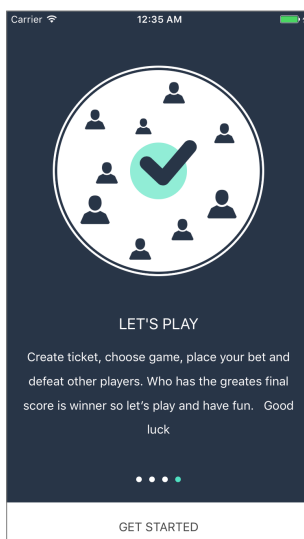 Carrier 12:35 AM
LET'S PLAY
Create ticket, choose game, place your bet and
defeat other players. Who has the greates final
score is winner so let's play and have fun.   Good
luck
GET STARTED